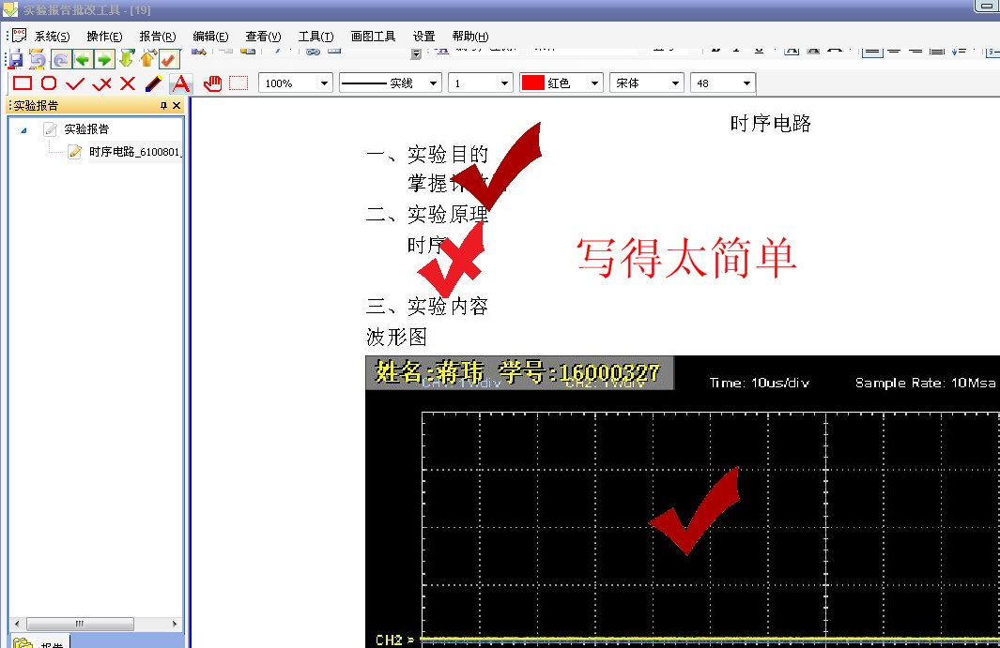 实验报告批改工具 - [19]
系统(S) 操作(E) 报告(R) 编辑(E) 查看(V) 工具(T) 画图工具 设置 帮助(H)
100% 实线 1 红色 宋体 48
实验报告
实验报告
时序电路_6100801_
时序电路
一、实验目的
掌握计数
二、实验原理
时序
写得太简单
三、实验内容
波形图
姓名:蒋玮 学号:16000327
CH1: 1V/div CH2: 1V/div Time: 10us/div Sample Rate: 10Msa
CH2
报告